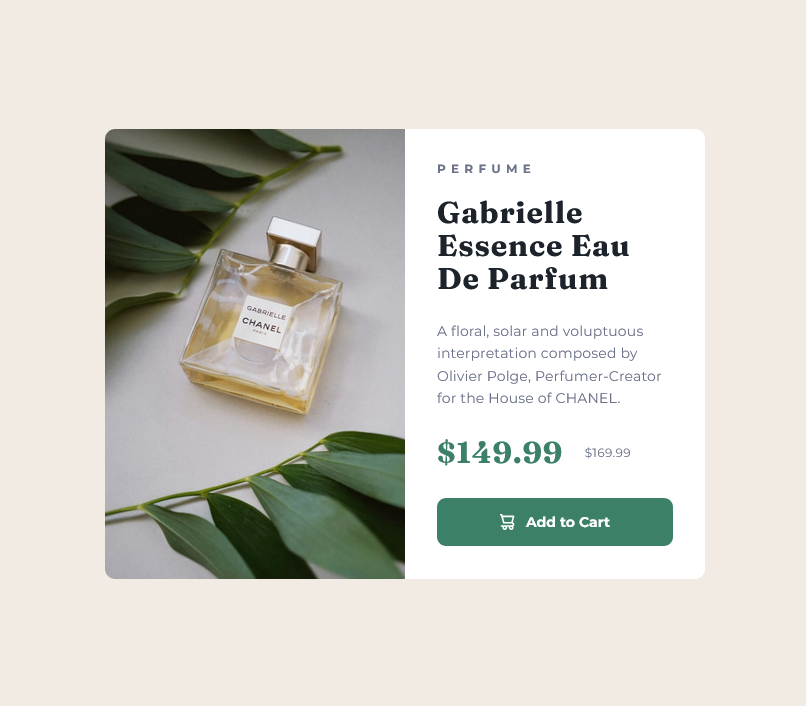 GABRIELLE
CHANEL
PARIS
PERFUME
Gabrielle
Essence Eau
De Parfum
A floral, solar and voluptuous
interpretation composed by
Olivier Polge, Perfumer-Creator
for the House of CHANEL.
$149.99 $169.99
Add to Cart